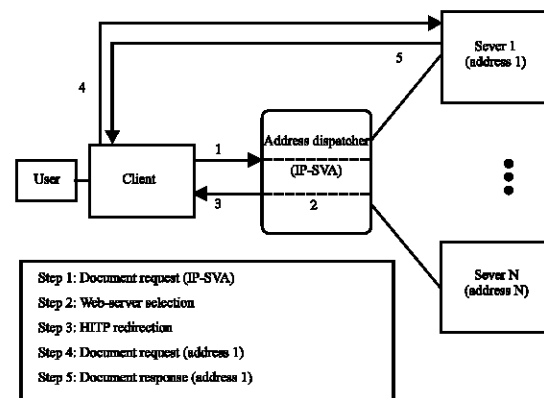 Sever 1
(address 1)
5
4
Address dispatcher
1
(IP-SVA)
User
Client
3
2
Sever N
(address N)
Step 1: Document request (IP-SVA)
Step 2: Web-server selection
Step 3: HITP redirection
Step 4: Document request (address 1)
Step 5: Document response (address 1)